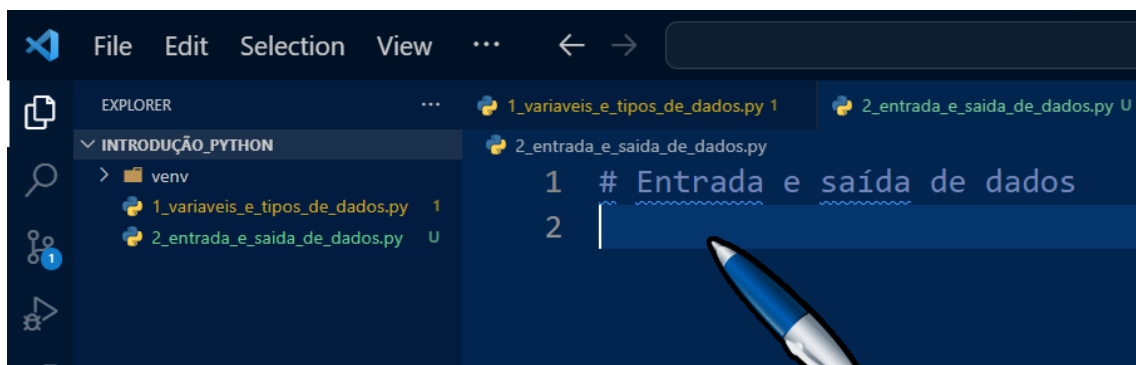 File Edit Selection View ...
EXPLORER ...
1_variaveis_e_tipos_de_dados.py 1
2_entrada_e_saida_de_dados.py U
INTRODUÇÃO_PYTHON
2_entrada_e_saida_de_dados.py
venv
1 # Entrada e saída de dados
1_variaveis_e_tipos_de_dados.py 1
2
2_entrada_e_saida_de_dados.py U
1